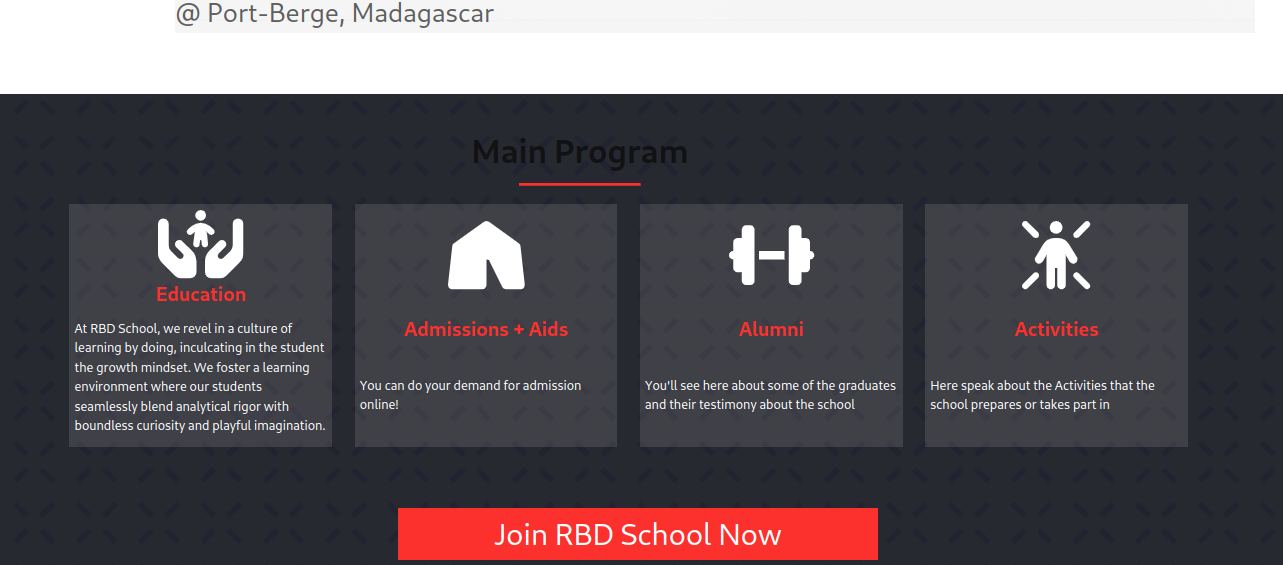 @ Port-Berge, Madagascar
Main Program
Education
At RBD School, we revel in a culture of
learning by doing, inculcating in the student
the growth mindset. We foster a learning
environment where our students
seamlessly blend analytical rigor with
boundless curiosity and playful imagination.
Admissions + Aids
You can do your demand for admission
online!
Alumni
You'll see here about some of the graduates
and their testimony about the school
Activities
Here speak about the Activities that the
school prepares or takes part in
Join RBD School Now